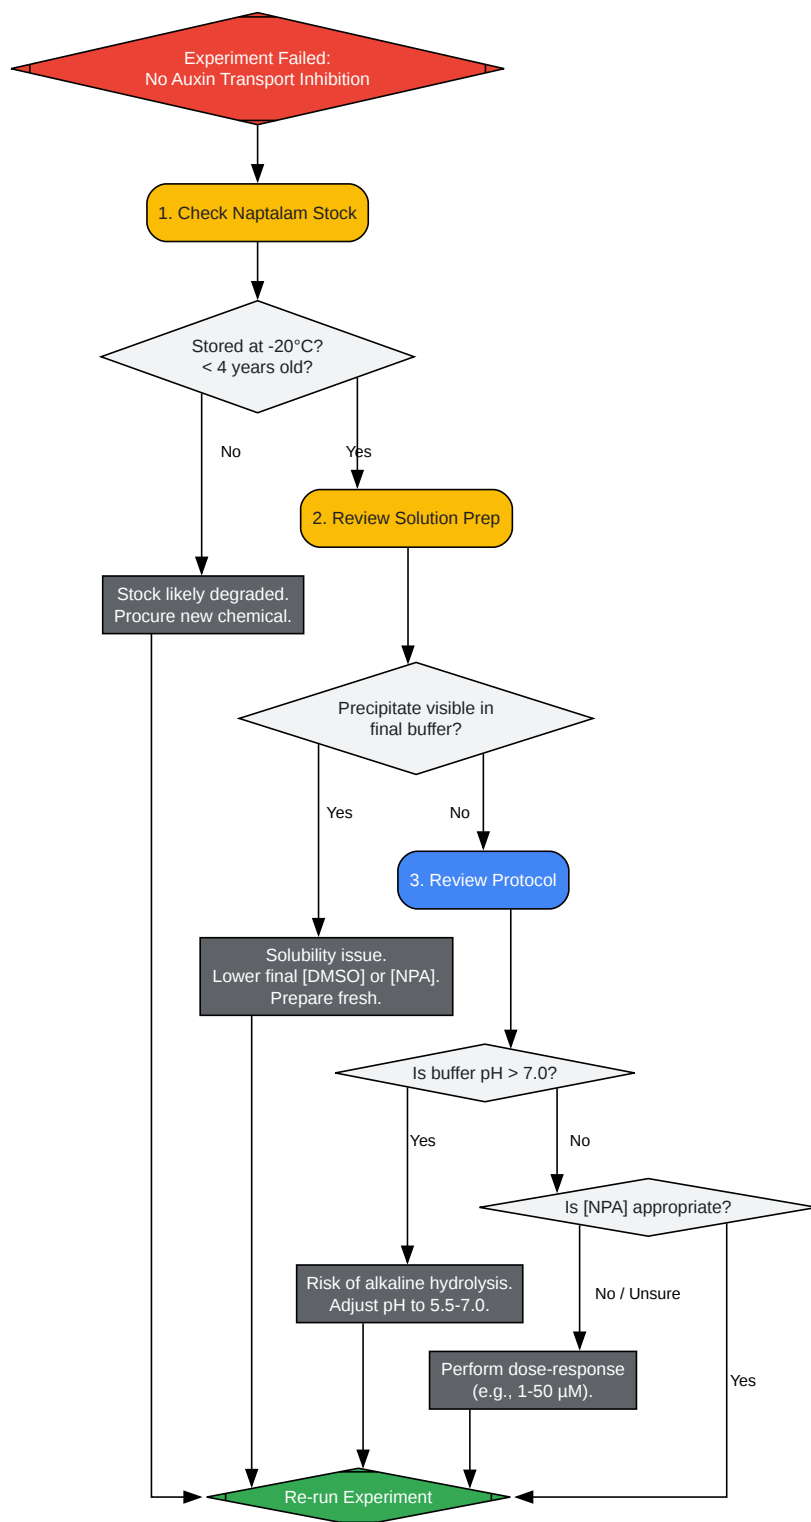 Experiment Failed:
No Auxin Transport Inhibition
1. Check Naptalam Stock
Stored at -20°C?
< 4 years old?
No
Yes
2. Review Solution Prep
Stock likely degraded.
Procure new chemical.
Precipitate visible in
final buffer?
Yes
No
3. Review Protocol
Solubility issue.
Lower final [DMSO] or [NPA].
Prepare fresh.
Is buffer pH > 7.0?
Yes
No
Is [NPA] appropriate?
Risk of alkaline hydrolysis.
Adjust pH to 5.5-7.0.
No / Unsure
Perform dose-response
(e.g., 1-50 µM).
Yes
Re-run Experiment